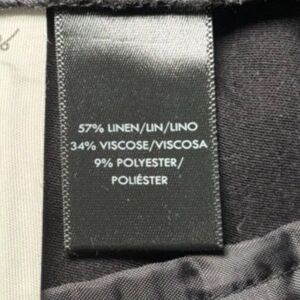 57% LINEN/LIN/LINO
34% VISCOSE/VISCOSA
9% POLYESTER/
POLIÉSTER